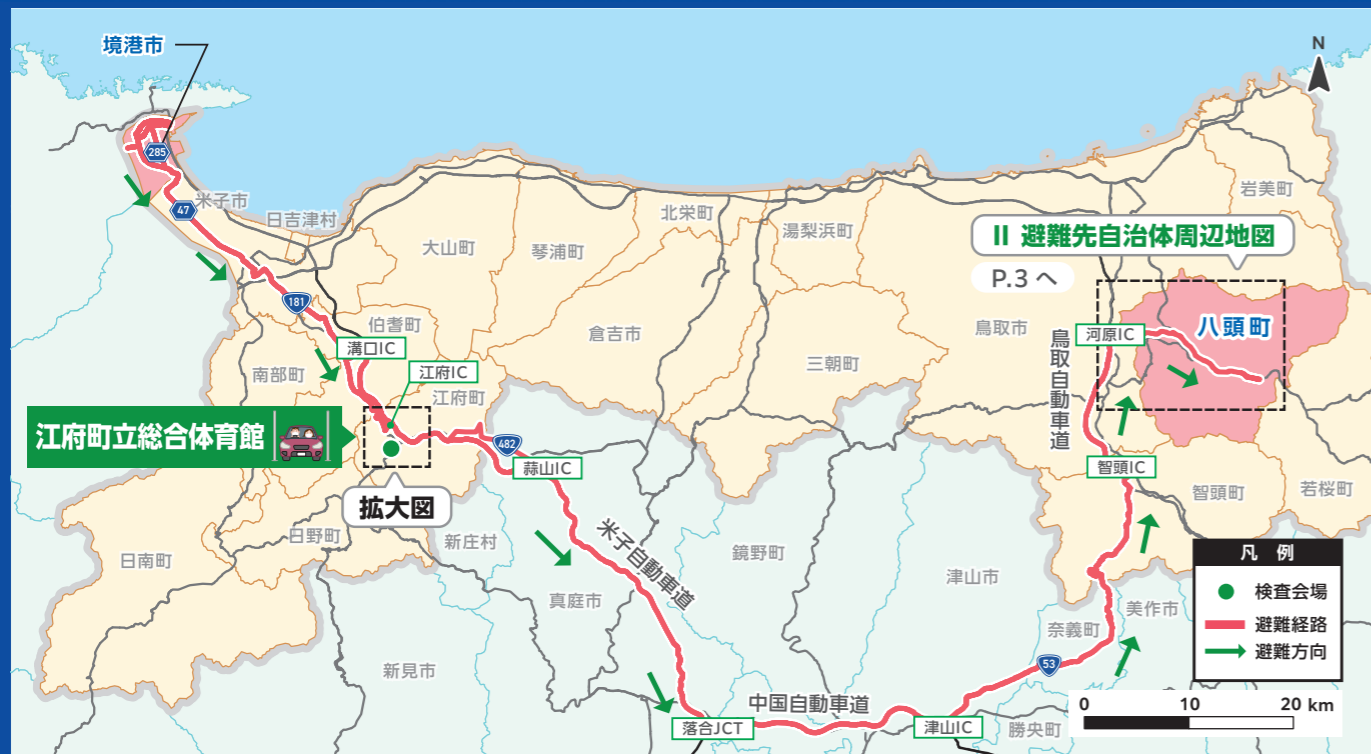 境港市
N
285
米子市
47
日吉津村
大山町
琴浦町
北栄町
湯梨浜町
岩美町
II 避難先自治体周辺地図
P.3 へ
181
伯耆町
倉吉市
三朝町
鳥取市
鳥取自動車道
河原IC
八頭町
溝口IC
江府IC
南部町
江府町
江府町立総合体育館
482
蒜山IC
拡大図
智頭IC
智頭町
若桜町
日南町
日野町
新庄村
米子自動車道
鏡野町
津山市
真庭市
新見市
奈義町
美作市
53
中国自動車道
落合JCT
津山IC
勝央町
凡 例
検査会場
避難経路
避難方向
0 10 20 km